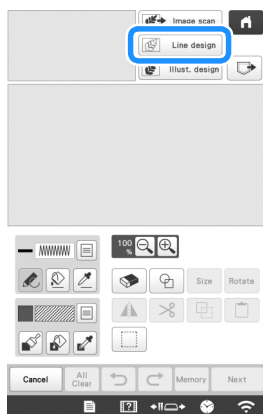 Image scan
Line design
Illust. design
100 %
Size
Rotate
Cancel
All Clear
Memory
Next